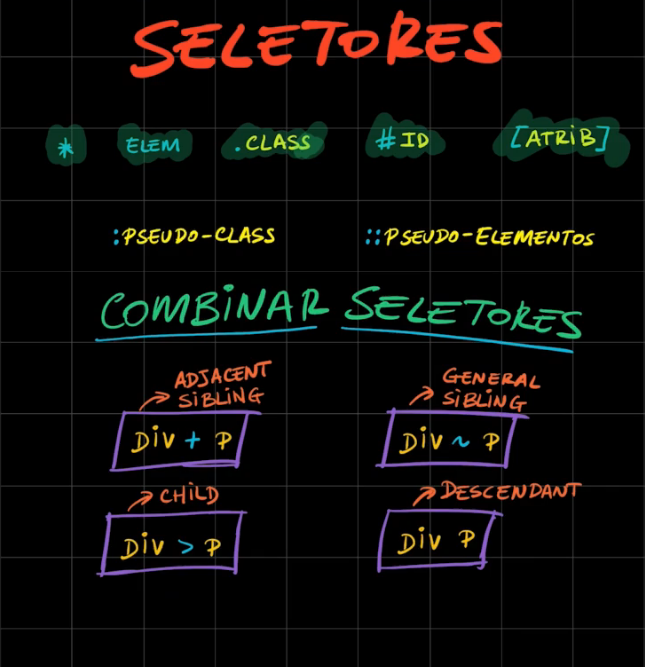 SELETORES
* ELEM .CLASS #ID [ATRIB]
:PSEUDO-CLASS ::PSEUDO-ELEMENTOS
COMBINAR SELETORES
ADJACENT
SIBLING
Div + P
GENERAL
SIBLING
Div ~ P
CHILD
Div > P
DESCENDANT
Div P